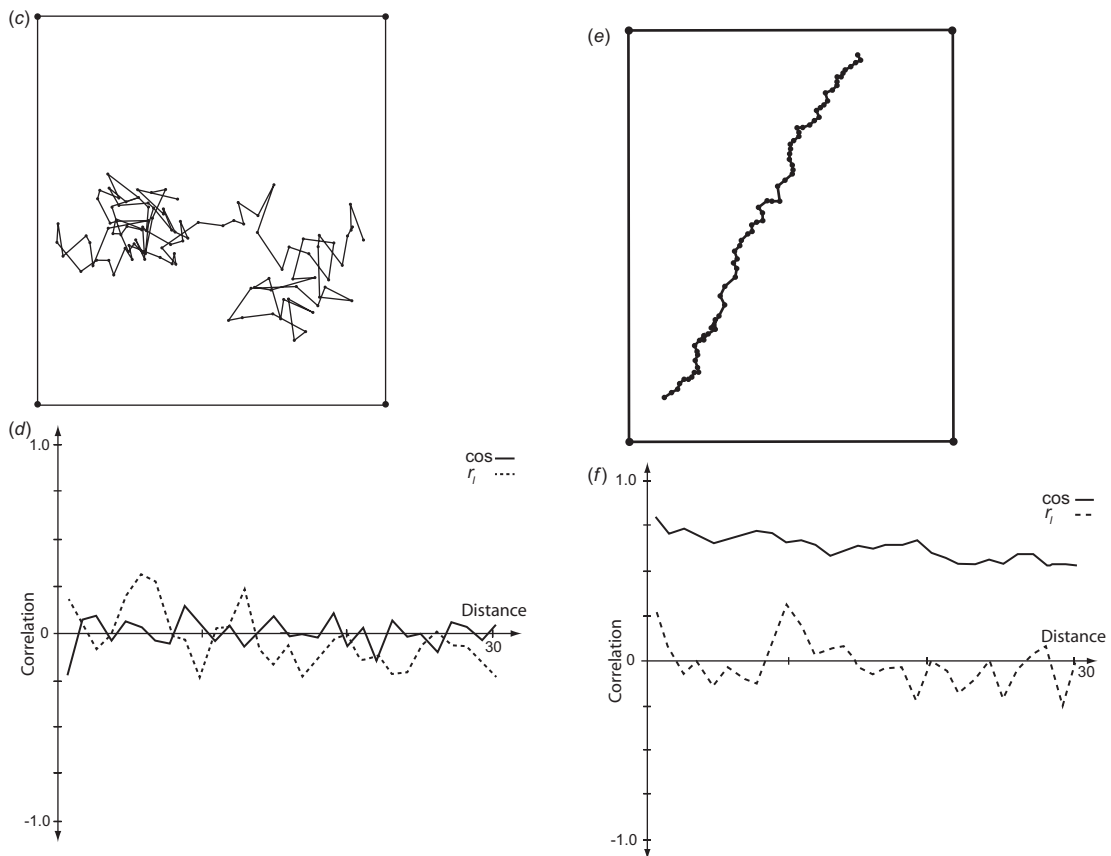 (c)
(d)
1.0
cos
r_l
Correlation
0
Distance
30
-1.0
(e)
(f)
1.0
cos
r_l
Correlation
0
Distance
30
-1.0